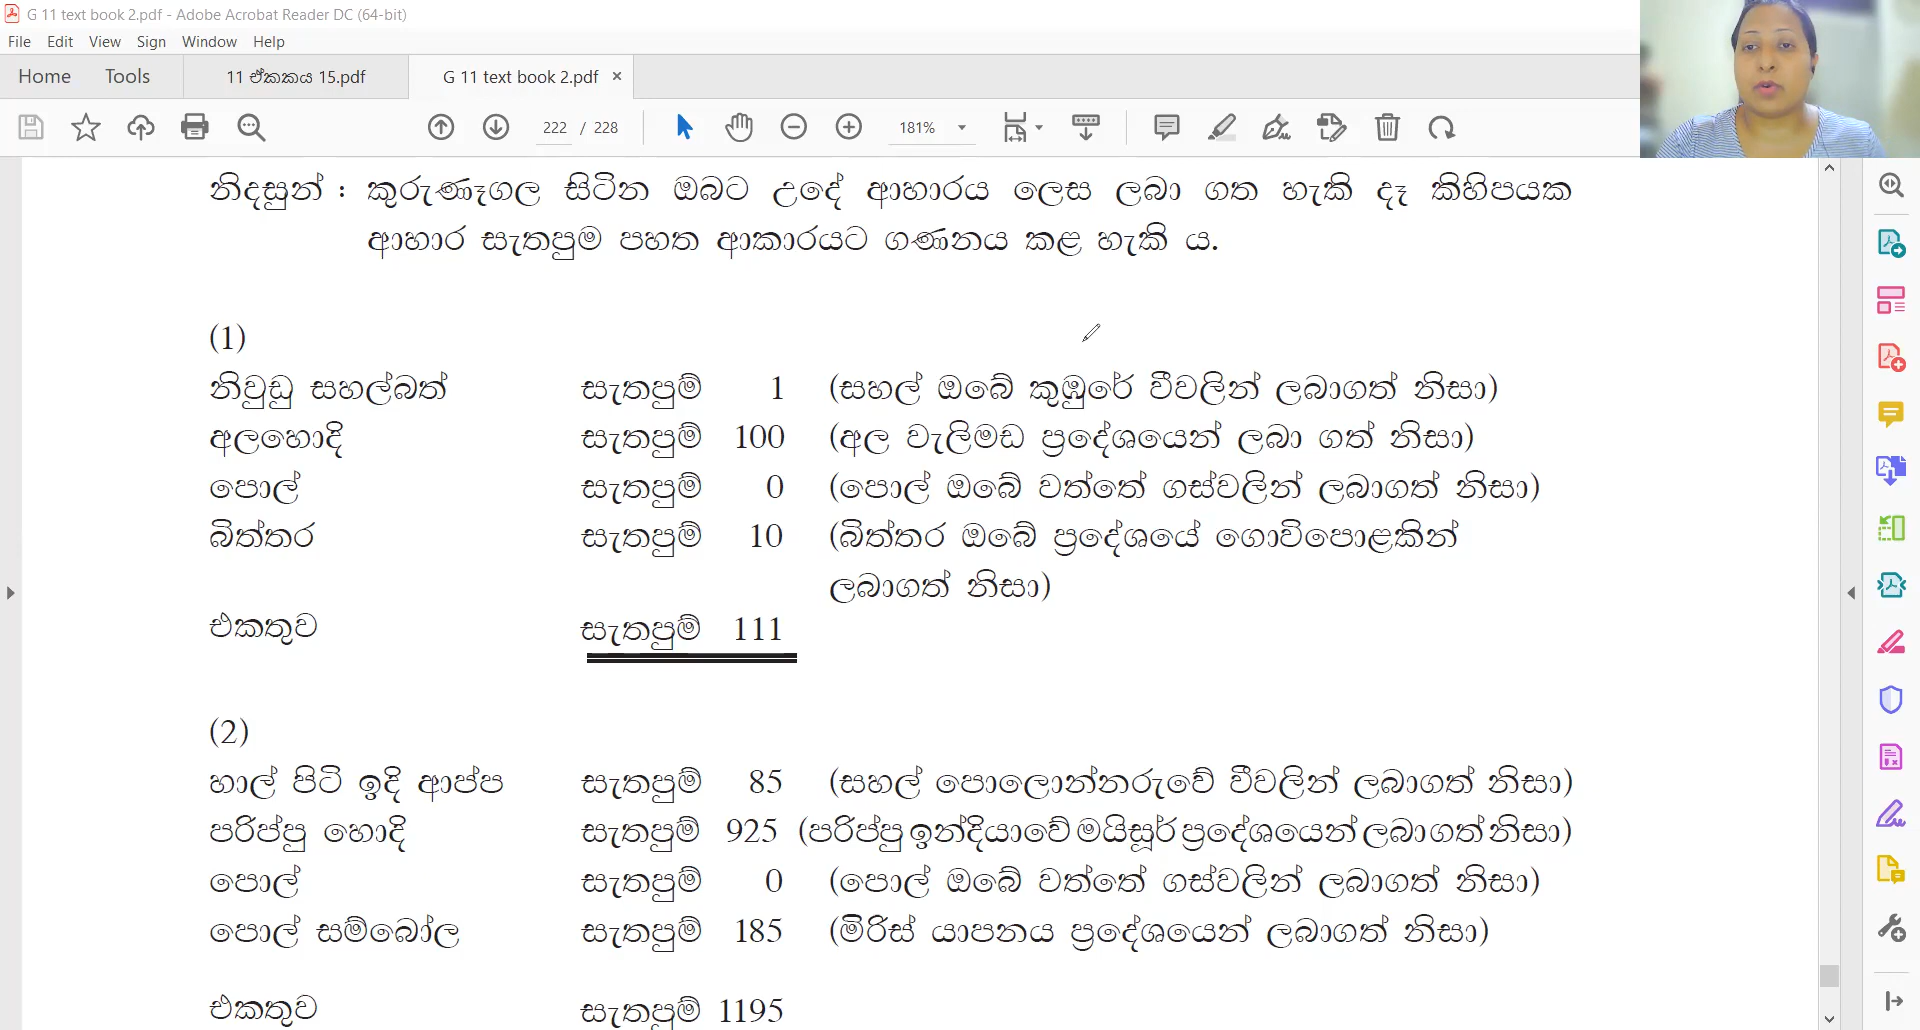 G 11 text book 2.pdf - Adobe Acrobat Reader DC (64-bit)
File Edit View Sign Window Help
Home Tools 11 ඒකකය 15.pdf G 11 text book 2.pdf ×
222 / 228 181%
නිදසුන් : කුරුණෑගල සිටින ඔබට උදේ ආහාරය ලෙස ලබා ගත හැකි දෑ කිහිපයක
ආහාර සැතපුම පහත ආකාරයට ගණනය කළ හැකි ය.
(1)
නිවුඩු සහල්බත් සැතපුම් 1 (සහල් ඔබේ කුඹුරේ වීවලින් ලබාගත් නිසා)
අලහොදි සැතපුම් 100 (අල වැලිමඩ ප්‍රදේශයෙන් ලබා ගත් නිසා)
පොල් සැතපුම් 0 (පොල් ඔබේ වත්තේ ගස්වලින් ලබාගත් නිසා)
බිත්තර සැතපුම් 10 (බිත්තර ඔබේ ප්‍රදේශයේ ගොවිපොළකින්
ලබාගත් නිසා)
එකතුව සැතපුම් 111
(2)
හාල් පිටි ඉදි ආප්ප සැතපුම් 85 (සහල් පොලොන්නරුවේ වීවලින් ලබාගත් නිසා)
පරිප්පු හොදි සැතපුම් 925 (පරිප්පු ඉන්දියාවේ මයිසූර් ප්‍රදේශයෙන් ලබා ගත් නිසා)
පොල් සැතපුම් 0 (පොල් ඔබේ වත්තේ ගස්වලින් ලබාගත් නිසා)
පොල් සම්බෝල සැතපුම් 185 (මිරිස් යාපනය ප්‍රදේශයෙන් ලබාගත් නිසා)
එකතුව සැතපුම් 1195